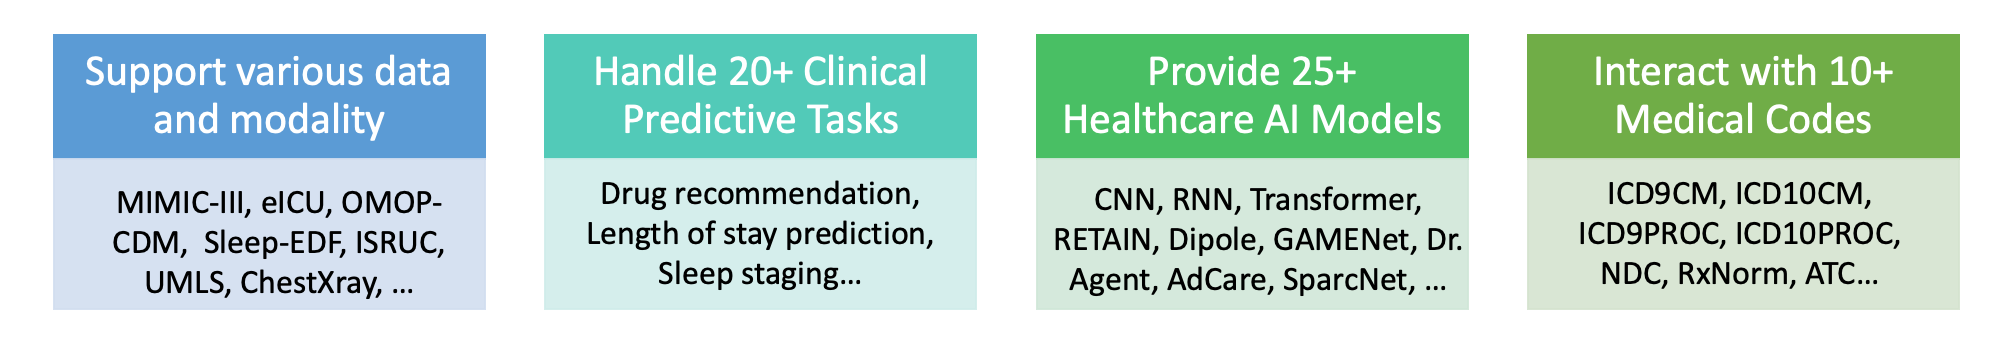 Support various data
and modality
MIMIC-III, eICU, OMOP-
CDM, Sleep-EDF, ISRUC,
UMLS, ChestXray, ...
Handle 20+ Clinical
Predictive Tasks
Drug recommendation,
Length of stay prediction,
Sleep staging...
Provide 25+
Healthcare AI Models
CNN, RNN, Transformer,
RETAIN, Dipole, GAMENet, Dr.
Agent, AdCare, SparcNet, ...
Interact with 10+
Medical Codes
ICD9CM, ICD10CM,
ICD9PROC, ICD10PROC,
NDC, RxNorm, ATC...